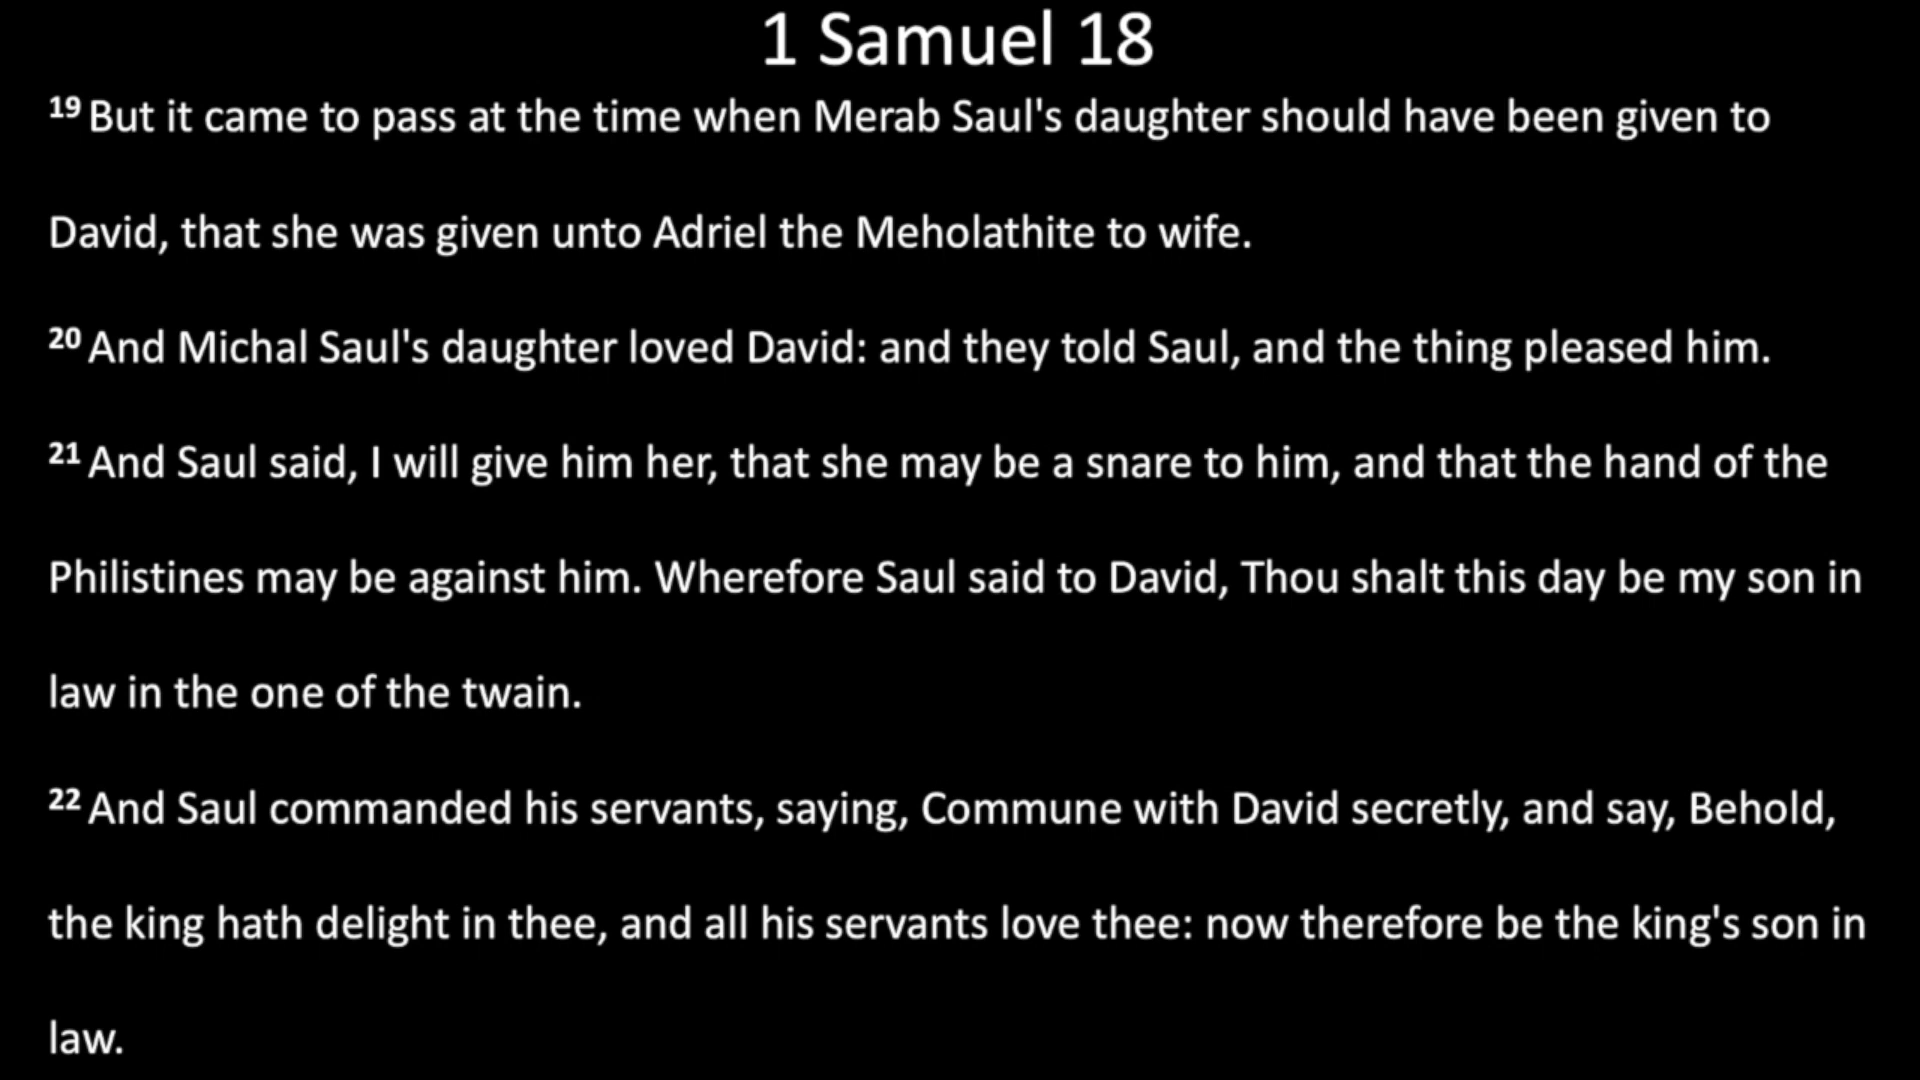 1 Samuel 18
19 But it came to pass at the time when Merab Saul's daughter should have been given to
David, that she was given unto Adriel the Meholathite to wife.
20 And Michal Saul's daughter loved David: and they told Saul, and the thing pleased him.
21 And Saul said, I will give him her, that she may be a snare to him, and that the hand of the
Philistines may be against him. Wherefore Saul said to David, Thou shalt this day be my son in
law in the one of the twain.
22 And Saul commanded his servants, saying, Commune with David secretly, and say, Behold,
the king hath delight in thee, and all his servants love thee: now therefore be the king's son in
law.